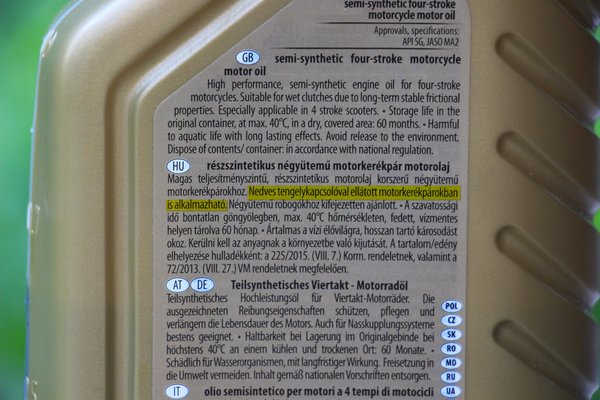 semi-synthetic four-stroke
motorcycle motor oil
Approvals, specifications:
API SG, JASO MA2
GB semi-synthetic four-stroke motorcycle
motor oil
High performance, semi-synthetic engine oil for four-stroke
motorcycles. Suitable for wet clutches due to long-term stable frictional
properties. Especially applicable in 4 stroke scooters. • Storage life in the
original container, at max. 40°C, in a dry, covered area: 60 months. • Harmful
to aquatic life with long lasting effects. Avoid release to the environment.
Dispose of contents/ container: in accordance with national regulation.
HU részszintetikus négyütemű motorkerékpár motorolaj
Magas teljesítményszintű, részszintetikus motorolaj korszerű négyütemű
motorkerékpárokhoz. Nedves tengelykapcsolóval ellátott motorkerékpárokban
is alkalmazható. Négyütemű robogókhoz kifejezetten ajánlott. • A szavatossági
idő bontatlan göngyölegben, max. 40°C hőmérsékleten, fedett, vízmentes
helyen tárolva 60 hónap. • Ártalmas a vízi élővilágra, hosszan tartó károsodást
okoz. Kerülni kell az anyagnak a környezetbe való kijutását. A tartalom/edény
elhelyezése hulladékként: a 225/2015. (VIII. 7.) Korm. rendeletnek, valamint a
72/2013. (VIII. 27.) VM rendeletnek megfelelően.
AT DE Teilsynthetisches Viertakt - Motorradöl
Teilsynthetisches Hochleistungsöl für Viertakt-Motorräder. Die
ausgezeichneten Reibungseigenschaften schützen, pflegen und
verlängern die Lebensdauer des Motors. Auch für Nasskupplungssysteme
bestens geeignet. • Haltbarkeit bei Lagerung im Originalgebinde bei
höchstens 40°C an einem kühlen und trockenen Ort: 60 Monate. •
Schädlich für Wasserorganismen, mit langfristiger Wirkung. Freisetzung in
die Umwelt vermeiden. Inhalt gemäß nationalen Vorschriften entsorgen.
IT olio semisintetico per motori a 4 tempi di motocicli
POL
CZ
SK
RO
MD
RU
UA